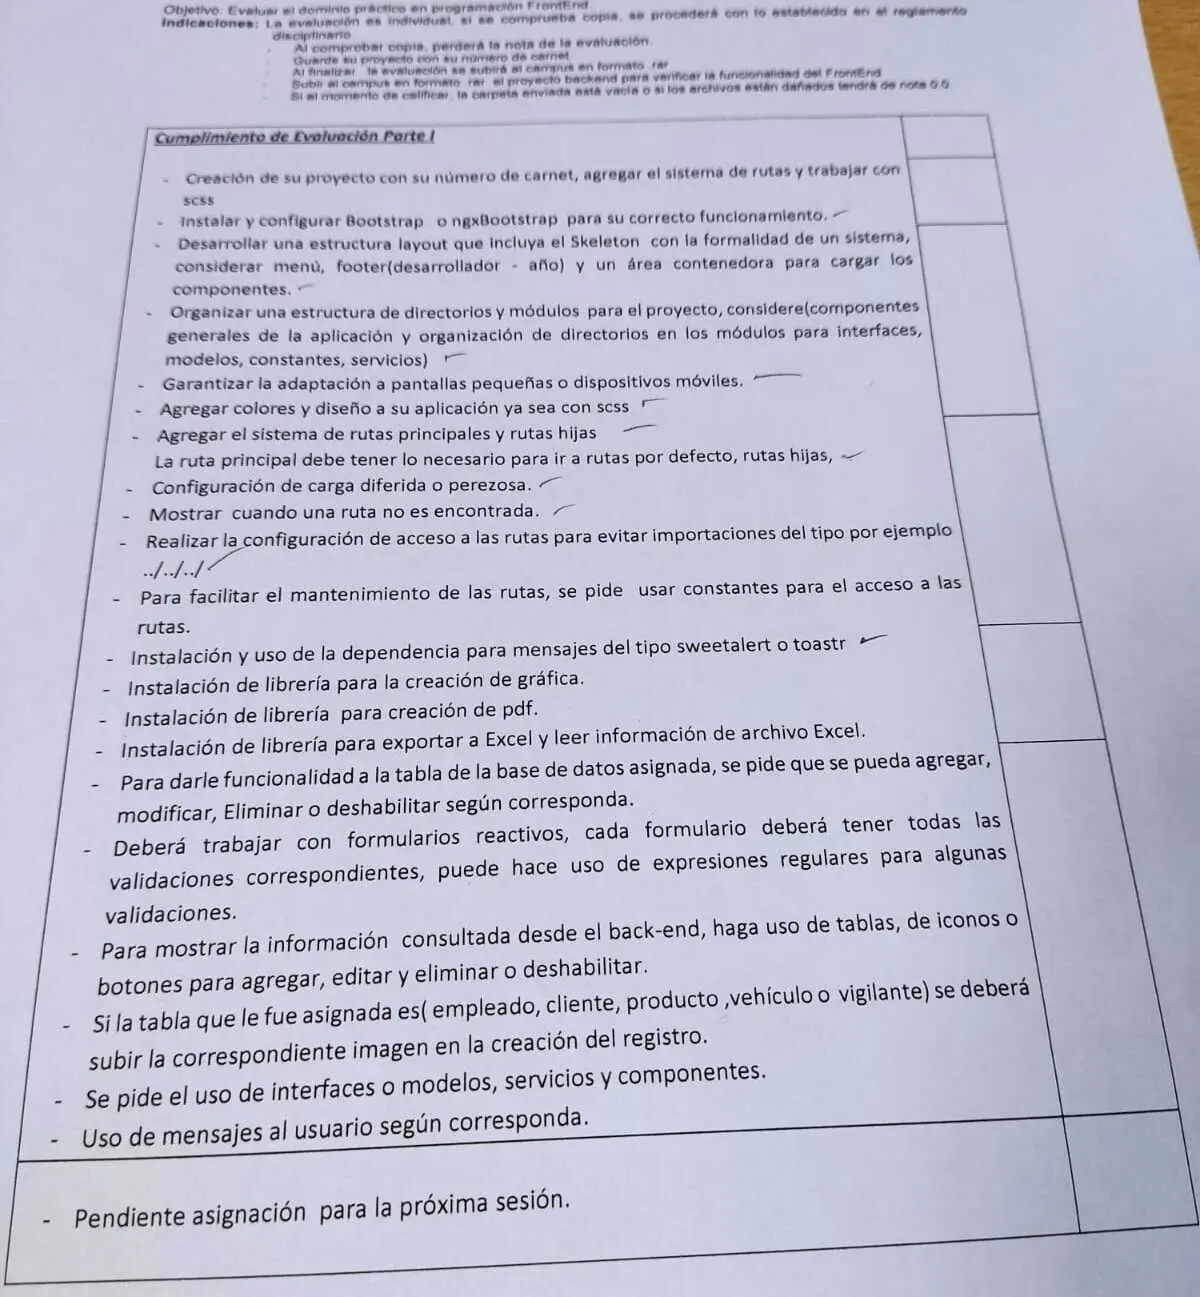 Objetivo: Evaluar el dominio práctico en programación FrontEnd
Indicaciones: La evaluación es individual, si se comprueba copia, se procederá con lo establecido en el reglamento
disciplinario
Al comprobar copia, perderá la nota de la evaluación.
Guarde su proyecto con su número de carnet
Al finalizar la evaluación se subirá al campus en formato .rar
Subir al campus en formato .rar el proyecto backend para verificar la funcionalidad del FrontEnd
Si al momento de calificar, la carpeta enviada está vacía o si los archivos están dañados tendrá de nota 0.0
Cumplimiento de Evaluación Parte I
- Creación de su proyecto con su número de carnet, agregar el sistema de rutas y trabajar con
scss
- Instalar y configurar Bootstrap o ngxBootstrap para su correcto funcionamiento.
- Desarrollar una estructura layout que incluya el Skeleton con la formalidad de un sistema,
considerar menú, footer(desarrollador - año) y un área contenedora para cargar los
componentes.
- Organizar una estructura de directorios y módulos para el proyecto, considere(componentes
generales de la aplicación y organización de directorios en los módulos para interfaces,
modelos, constantes, servicios)
- Garantizar la adaptación a pantallas pequeñas o dispositivos móviles.
- Agregar colores y diseño a su aplicación ya sea con scss
- Agregar el sistema de rutas principales y rutas hijas
La ruta principal debe tener lo necesario para ir a rutas por defecto, rutas hijas,
- Configuración de carga diferida o perezosa.
- Mostrar cuando una ruta no es encontrada.
- Realizar la configuración de acceso a las rutas para evitar importaciones del tipo por ejemplo
../../../
- Para facilitar el mantenimiento de las rutas, se pide usar constantes para el acceso a las
rutas.
- Instalación y uso de la dependencia para mensajes del tipo sweetalert o toastr
- Instalación de librería para la creación de gráfica.
- Instalación de librería para creación de pdf.
- Instalación de librería para exportar a Excel y leer información de archivo Excel.
- Para darle funcionalidad a la tabla de la base de datos asignada, se pide que se pueda agregar,
modificar, Eliminar o deshabilitar según corresponda.
- Deberá trabajar con formularios reactivos, cada formulario deberá tener todas las
validaciones correspondientes, puede hace uso de expresiones regulares para algunas
validaciones.
- Para mostrar la información consultada desde el back-end, haga uso de tablas, de iconos o
botones para agregar, editar y eliminar o deshabilitar.
- Si la tabla que le fue asignada es( empleado, cliente, producto ,vehículo o vigilante) se deberá
subir la correspondiente imagen en la creación del registro.
- Se pide el uso de interfaces o modelos, servicios y componentes.
- Uso de mensajes al usuario según corresponda.
- Pendiente asignación para la próxima sesión.